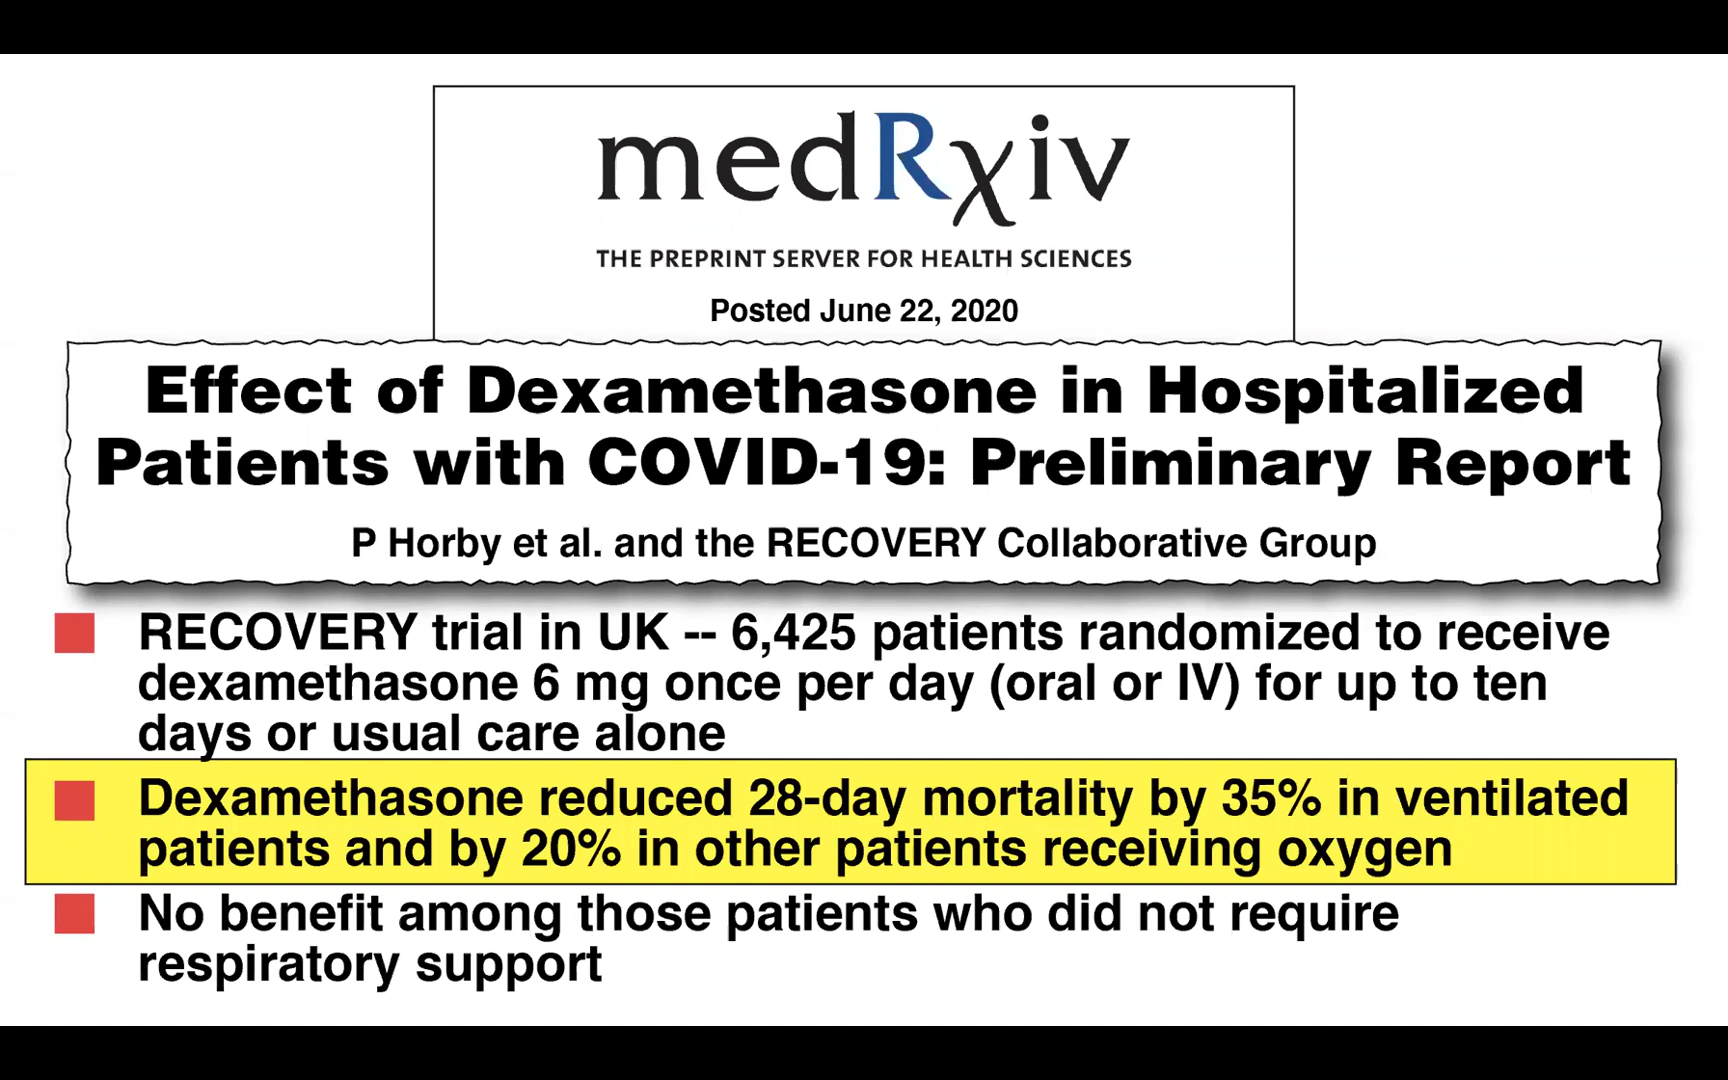 medRxiv
THE PREPRINT SERVER FOR HEALTH SCIENCES
Posted June 22, 2020
Effect of Dexamethasone in Hospitalized
Patients with COVID-19: Preliminary Report
P Horby et al. and the RECOVERY Collaborative Group
RECOVERY trial in UK -- 6,425 patients randomized to receive
dexamethasone 6 mg once per day (oral or IV) for up to ten
days or usual care alone
Dexamethasone reduced 28-day mortality by 35% in ventilated
patients and by 20% in other patients receiving oxygen
No benefit among those patients who did not require
respiratory support